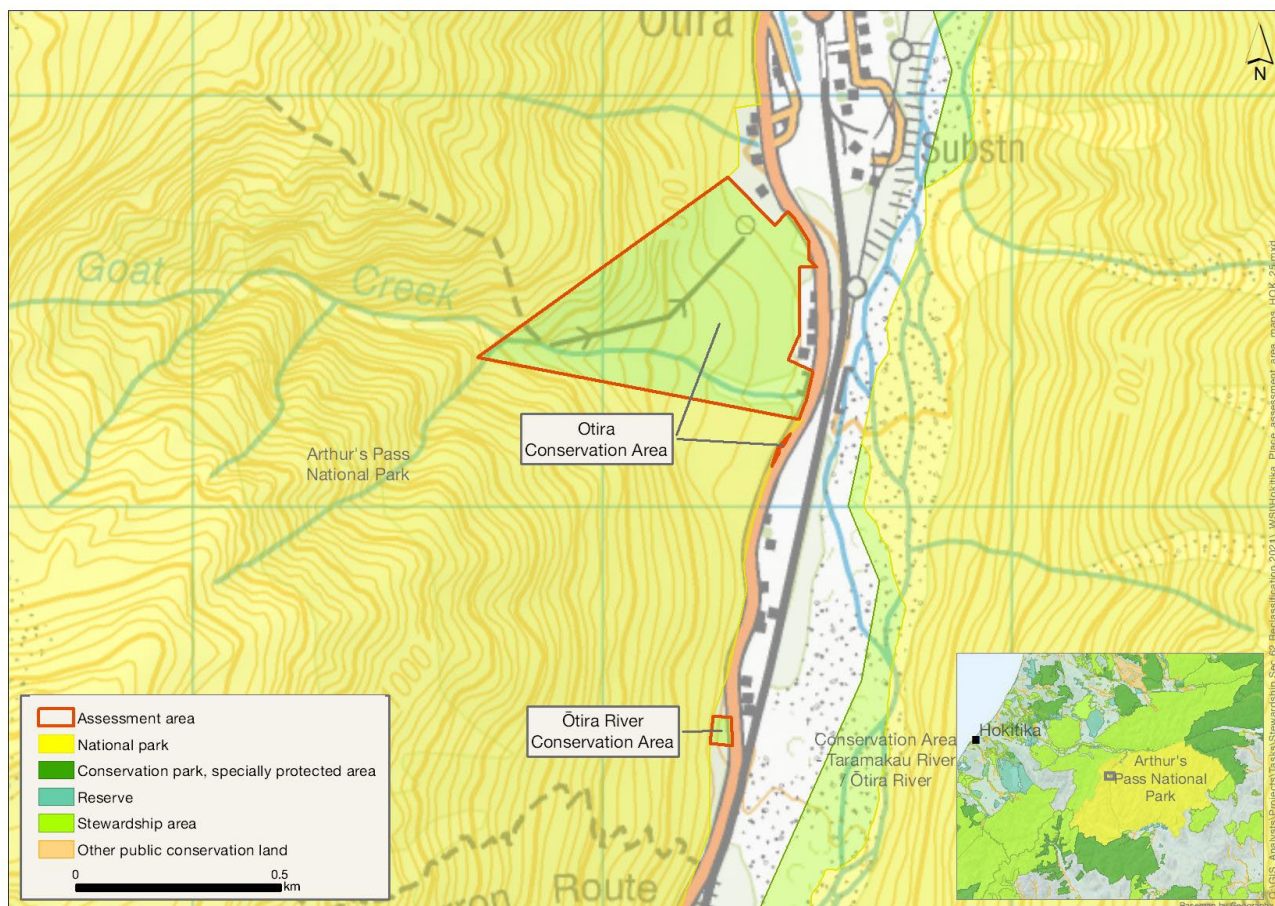 Otira
N
Substn
Goat Creek
Otira
Conservation Area
Arthur's Pass
National Park
Ōtira River
Conservation Area
Conservation Area
- Taramakau River
/ Ōtira River
Route
Assessment area
National park
Conservation park, specially protected area
Reserve
Stewardship area
Other public conservation land
0 0.5
km
Hokitika
Arthur's
Pass National
Park